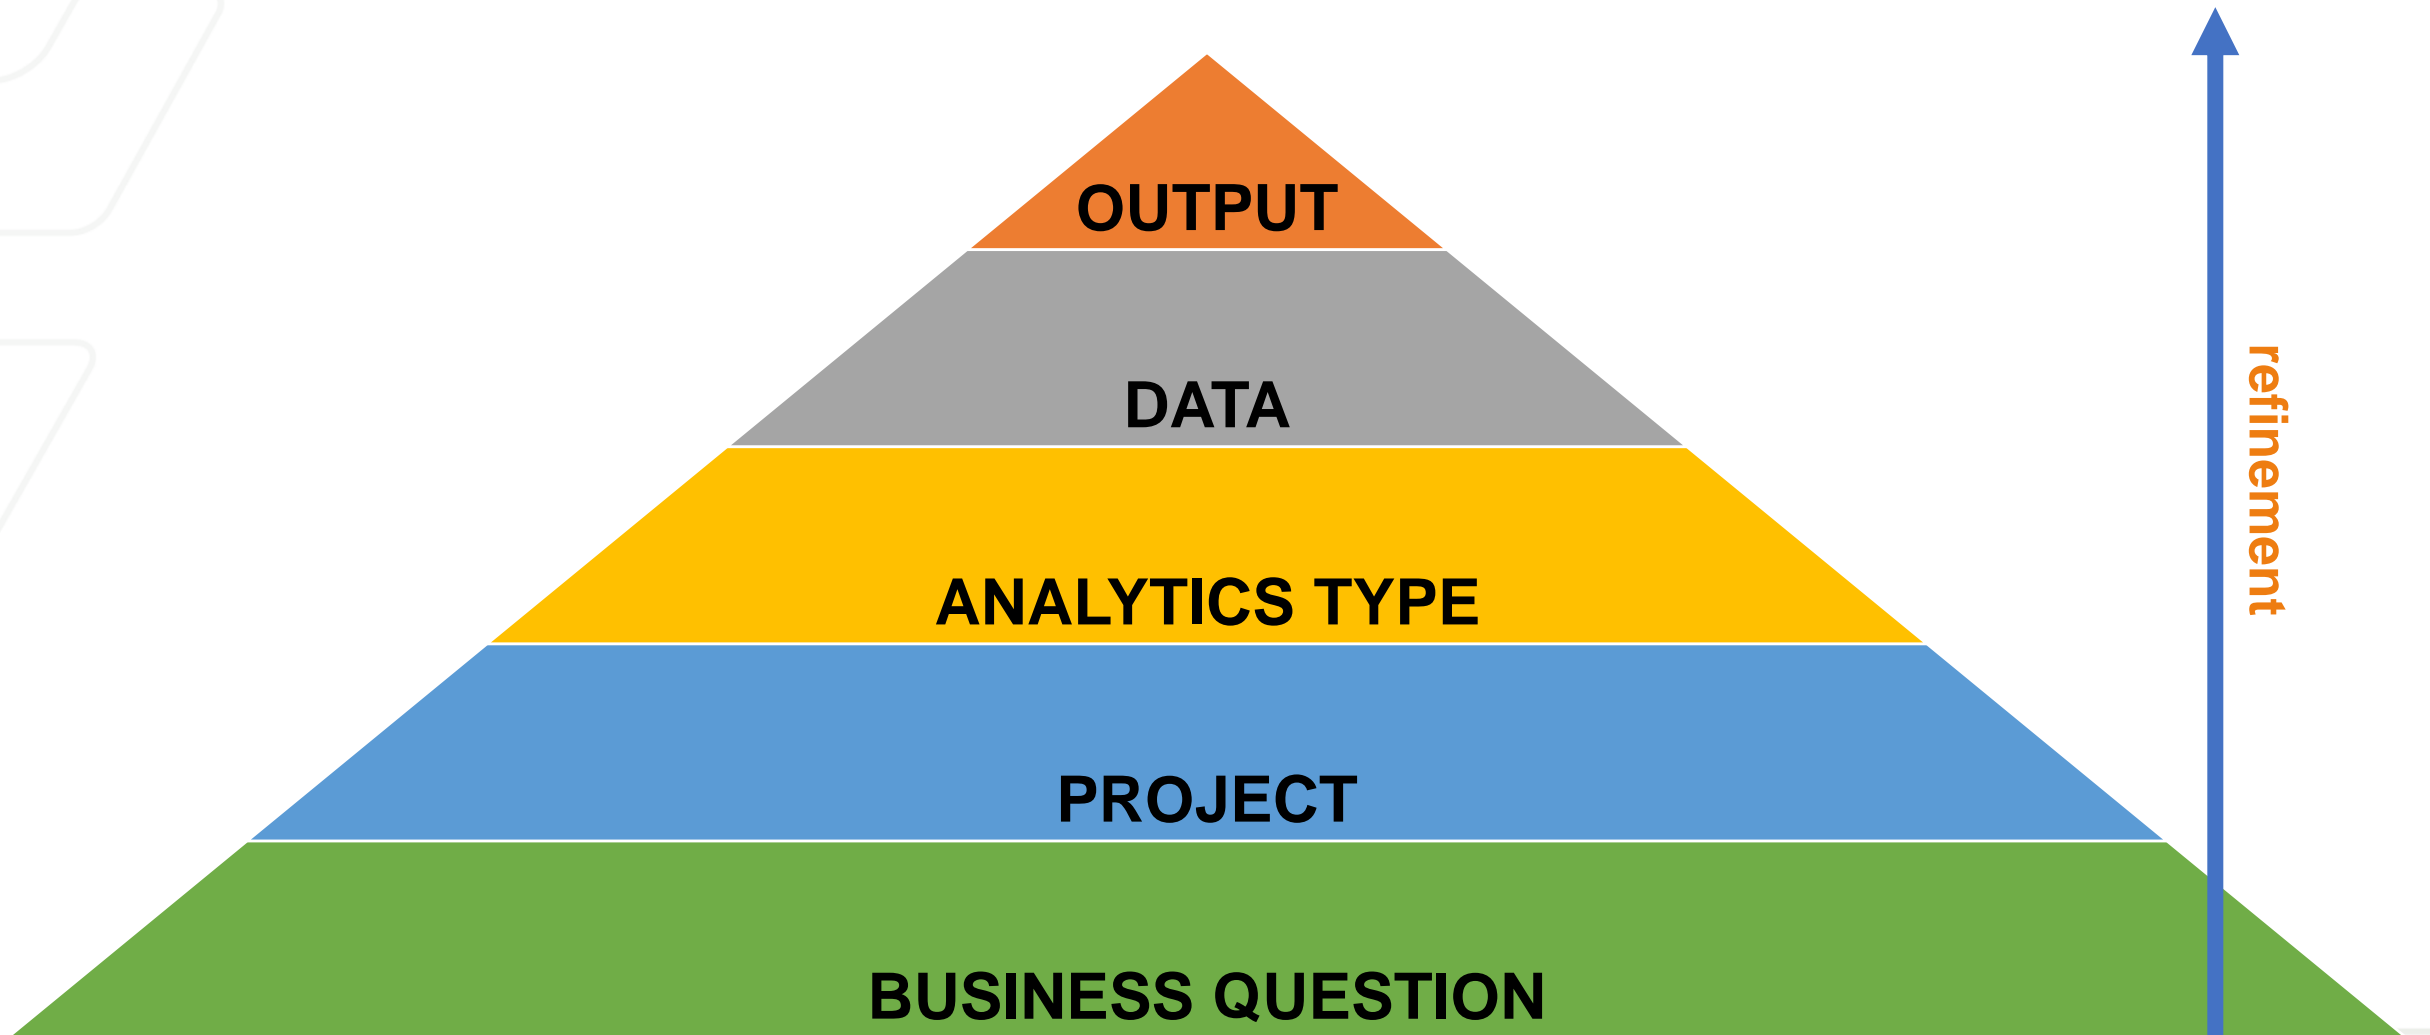 OUTPUT
DATA
ANALYTICS TYPE
PROJECT
BUSINESS QUESTION
refinement